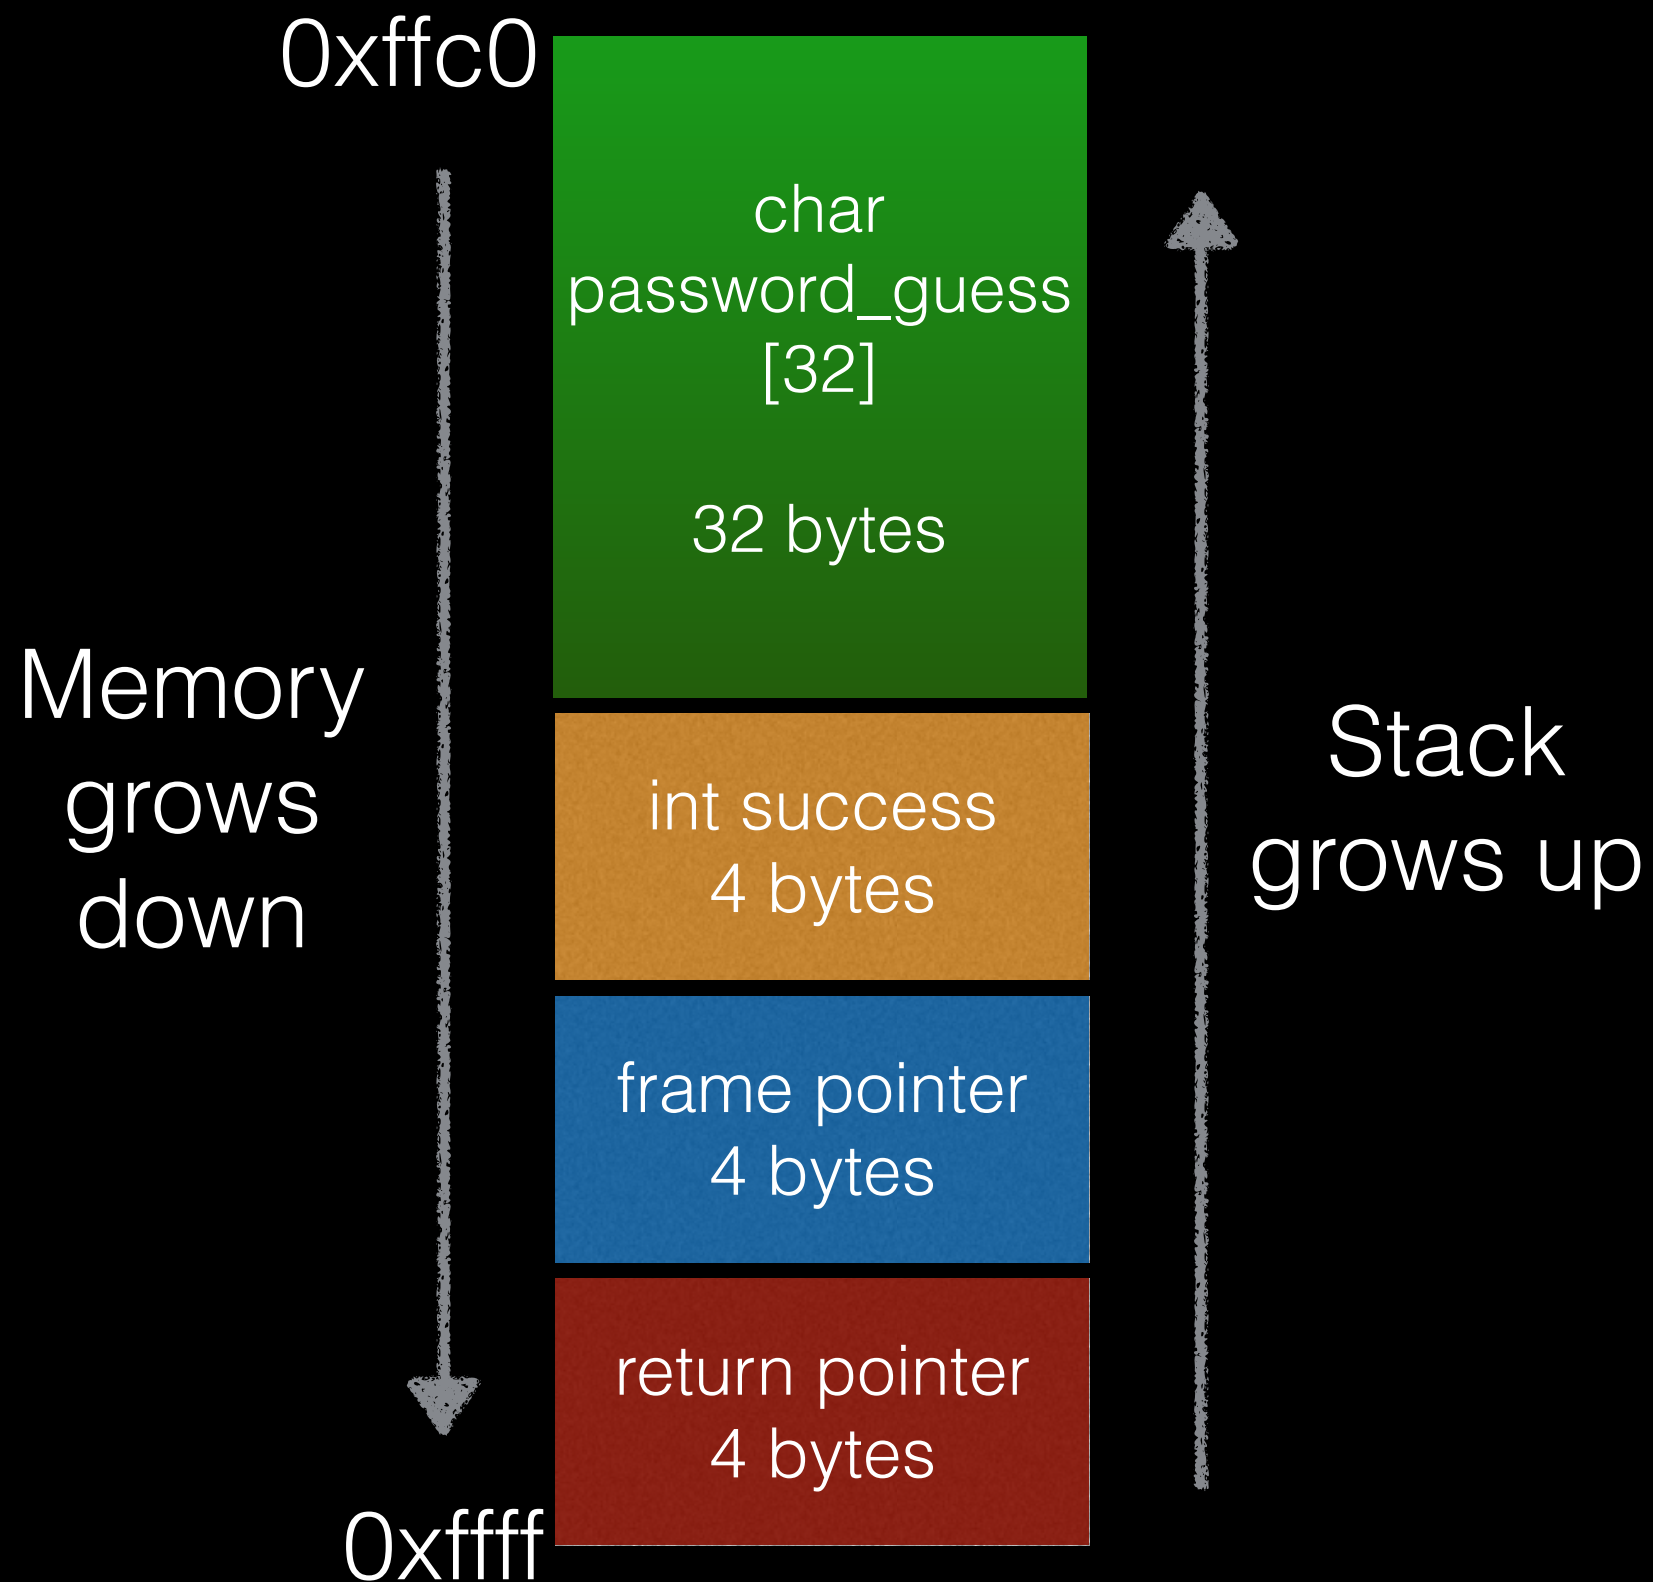 0xffc0
char
password_guess
[32]
32 bytes
Memory
grows
down
int success
4 bytes
Stack
grows up
frame pointer
4 bytes
return pointer
4 bytes
0xffff